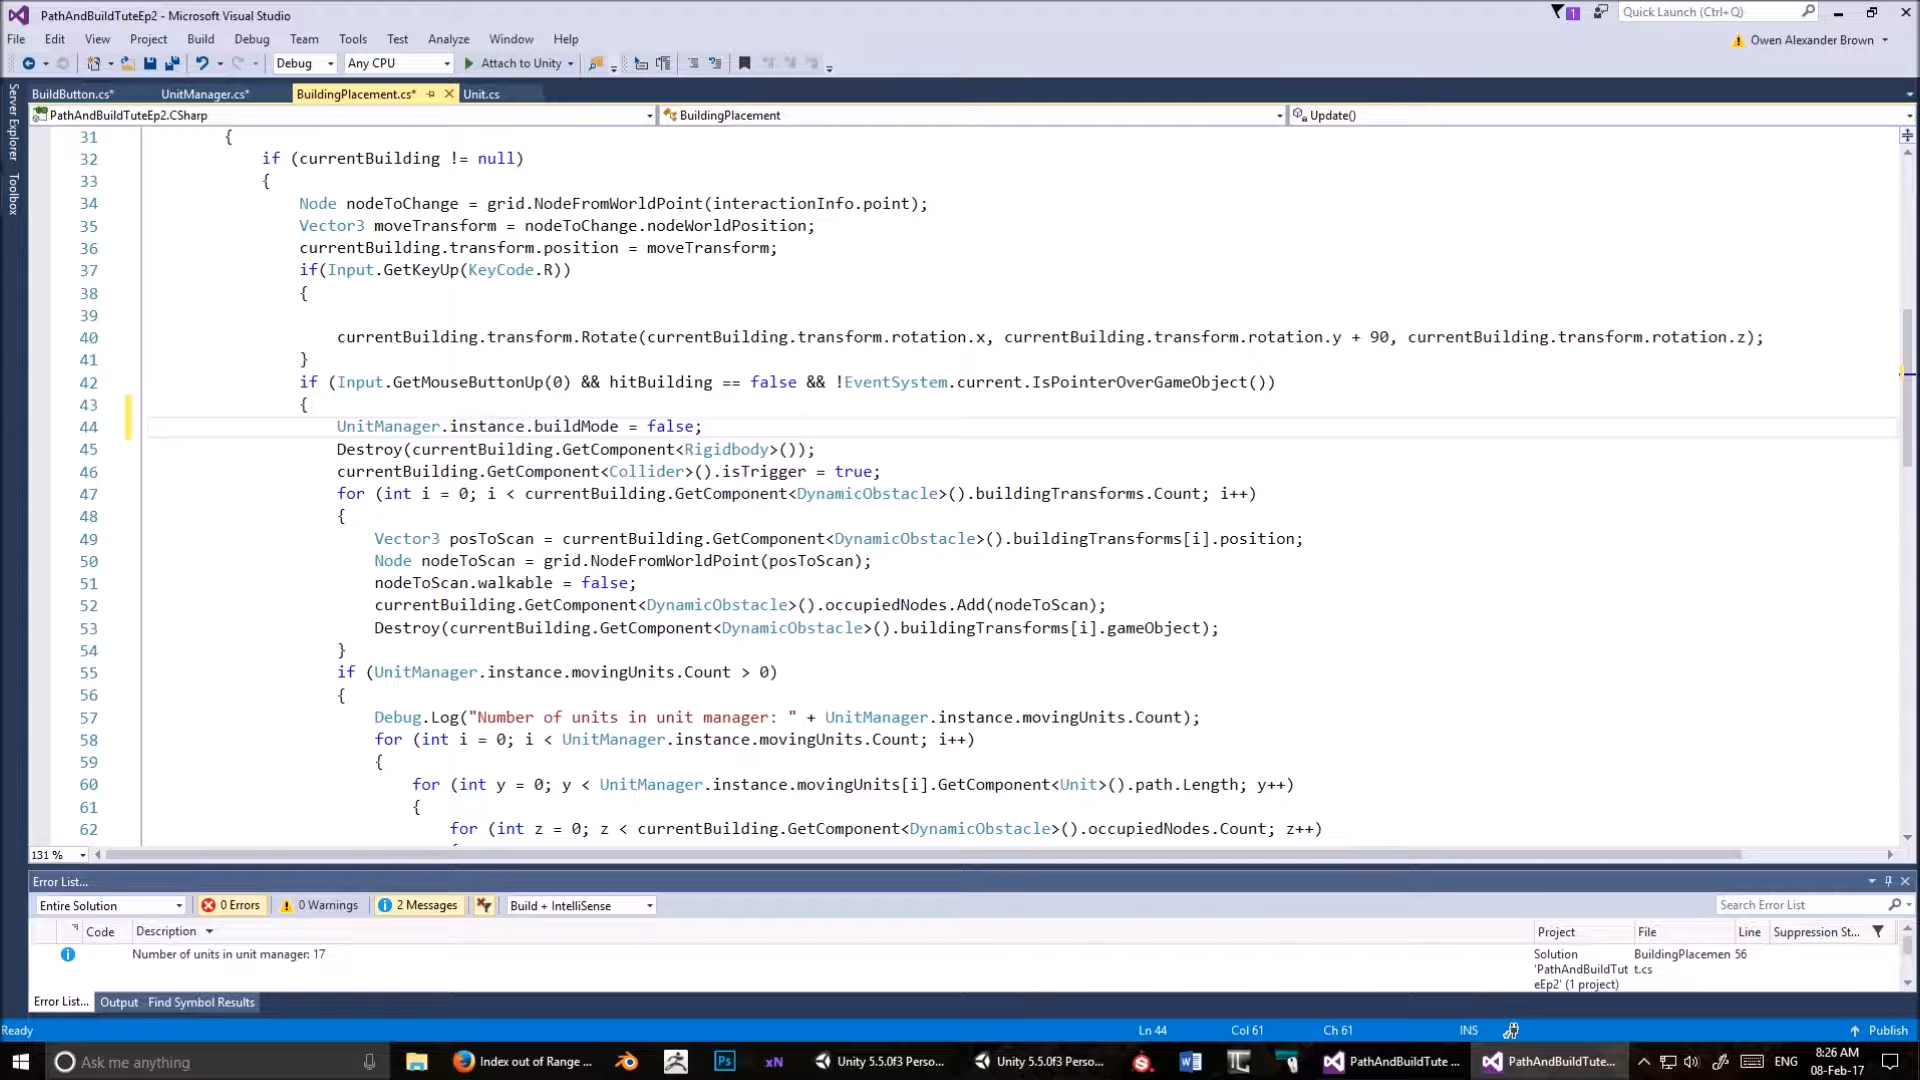 PathAndBuildTuteEp2 - Microsoft Visual Studio
1
Quick Launch (Ctrl+Q)
File Edit View Project Build Debug Team Tools Test Analyze Window Help
Owen Alexander Brown
Debug Any CPU Attach to Unity
Server Explorer
Toolbox
BuildButton.cs* UnitManager.cs* BuildingPlacement.cs* Unit.cs
PathAndBuildTuteEp2.CSharp BuildingPlacement Update()
31 {
32 if (currentBuilding != null)
33 {
34 Node nodeToChange = grid.NodeFromWorldPoint(interactionInfo.point);
35 Vector3 moveTransform = nodeToChange.nodeWorldPosition;
36 currentBuilding.transform.position = moveTransform;
37 if(Input.GetKeyUp(KeyCode.R))
38 {
39
40 currentBuilding.transform.Rotate(currentBuilding.transform.rotation.x, currentBuilding.transform.rotation.y + 90, currentBuilding.transform.rotation.z);
41 }
42 if (Input.GetMouseButtonUp(0) && hitBuilding == false && !EventSystem.current.IsPointerOverGameObject())
43 {
44 UnitManager.instance.buildMode = false;
45 Destroy(currentBuilding.GetComponent<Rigidbody>());
46 currentBuilding.GetComponent<Collider>().isTrigger = true;
47 for (int i = 0; i < currentBuilding.GetComponent<DynamicObstacle>().buildingTransforms.Count; i++)
48 {
49 Vector3 posToScan = currentBuilding.GetComponent<DynamicObstacle>().buildingTransforms[i].position;
50 Node nodeToScan = grid.NodeFromWorldPoint(posToScan);
51 nodeToScan.walkable = false;
52 currentBuilding.GetComponent<DynamicObstacle>().occupiedNodes.Add(nodeToScan);
53 Destroy(currentBuilding.GetComponent<DynamicObstacle>().buildingTransforms[i].gameObject);
54 }
55 if (UnitManager.instance.movingUnits.Count > 0)
56 {
57 Debug.Log("Number of units in unit manager: " + UnitManager.instance.movingUnits.Count);
58 for (int i = 0; i < UnitManager.instance.movingUnits.Count; i++)
59 {
60 for (int y = 0; y < UnitManager.instance.movingUnits[i].GetComponent<Unit>().path.Length; y++)
61 {
62 for (int z = 0; z < currentBuilding.GetComponent<DynamicObstacle>().occupiedNodes.Count; z++)
131 %
Error List...
Entire Solution 0 Errors 0 Warnings 2 Messages Build + IntelliSense Search Error List
Code Description Project File Line Suppression St...
Number of units in unit manager: 17 Solution BuildingPlacemen 56
'PathAndBuildTut t.cs
eEp2' (1 project)
Error List... Output Find Symbol Results
Ready Ln 44 Col 61 Ch 61 INS Publish
Ask me anything Index out of Range ... Ps xN Unity 5.5.0f3 Perso... Unity 5.5.0f3 Perso... PathAndBuildTute ... PathAndBuildTute... ENG 8:26 AM
08-Feb-17